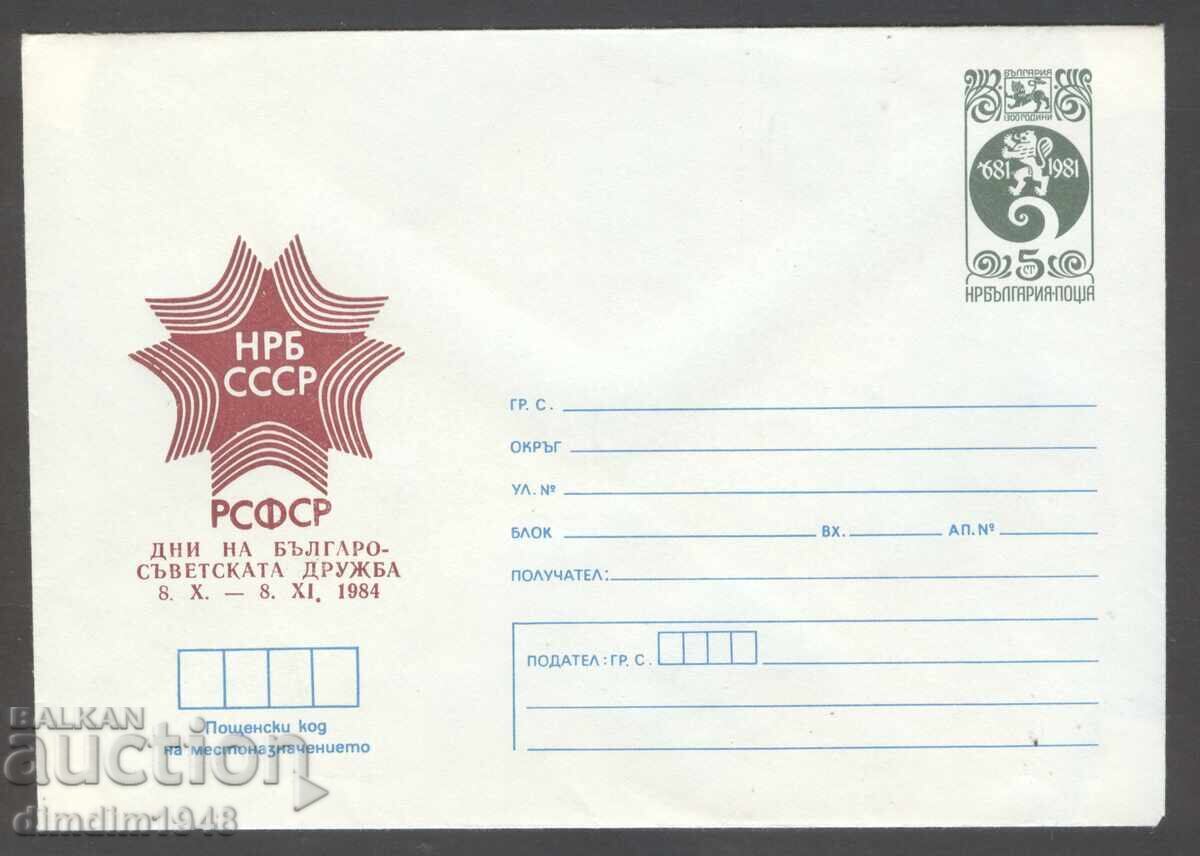 БЪЛГАРИЯ
1300 ГОДИНИ
681 1981
5 СТ
НРБЪЛГАРИЯ·ПОЩА
НРБ
СССР
РСФСР
ДНИ НА БЪЛГАРО-
СЪВЕТСКАТА ДРУЖБА
8. X. — 8. XI. 1984
ГР. С.
ОКРЪГ
УЛ. №
БЛОК ВХ. АП. №
ПОЛУЧАТЕЛ:
ПОДАТЕЛ: ГР. С.
Пощенски код
на местоназначението
BALKAN
auction
dimdim1948